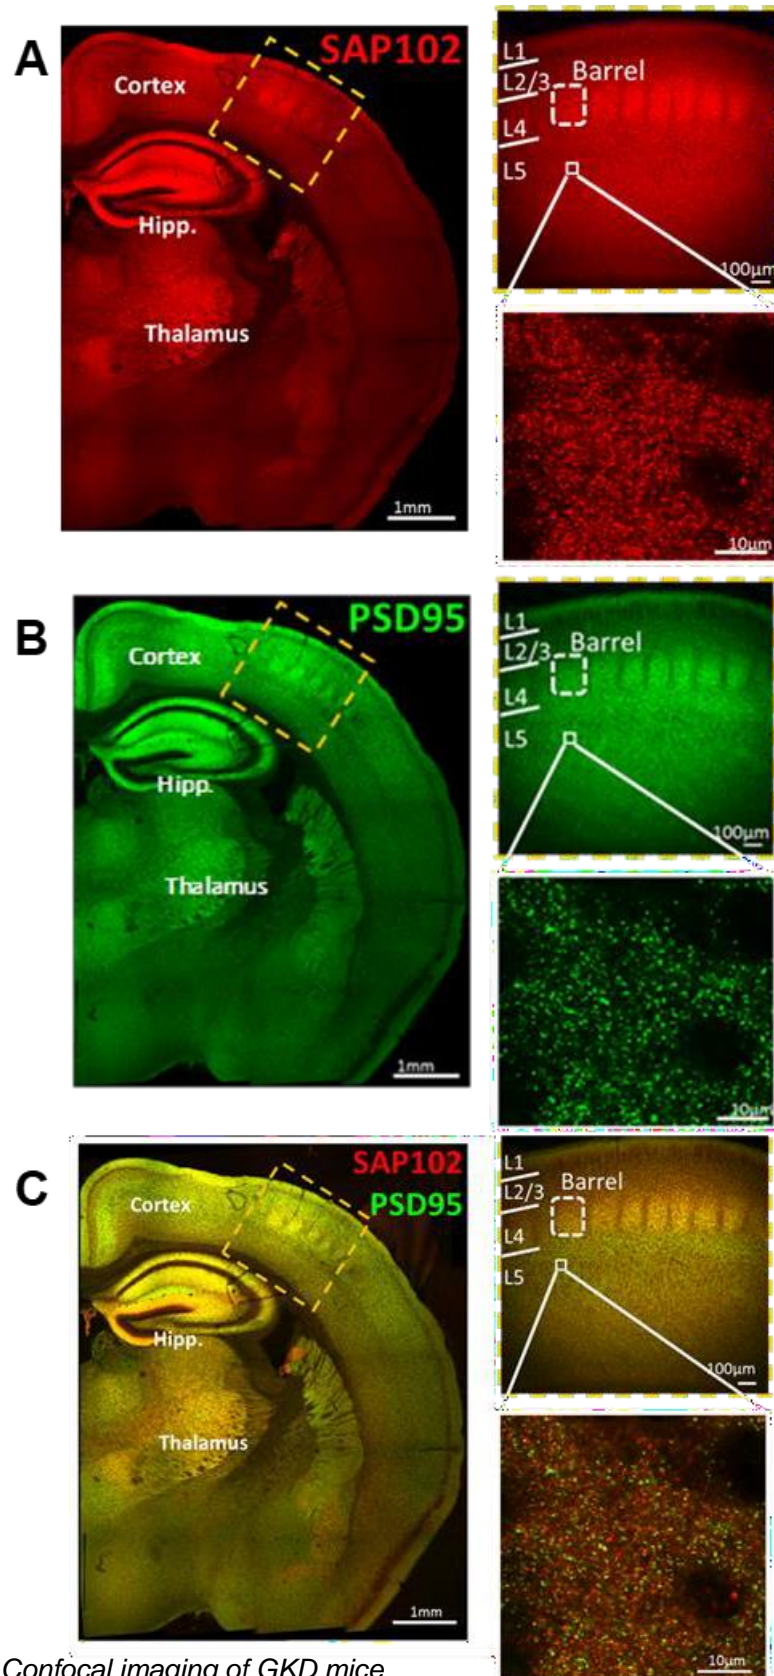 A
SAP102
Cortex
Hipp.
Thalamus
1mm
L1
L2/3
Barrel
L4
L5
100µm
10µm
B
PSD95
Cortex
Hipp.
Thalamus
1mm
L1
L2/3
Barrel
L4
L5
100µm
10µm
C
SAP102
PSD95
Cortex
Hipp.
Thalamus
1mm
L1
L2/3
Barrel
L4
L5
100µm
10µm
Confocal imaging of GKD mice